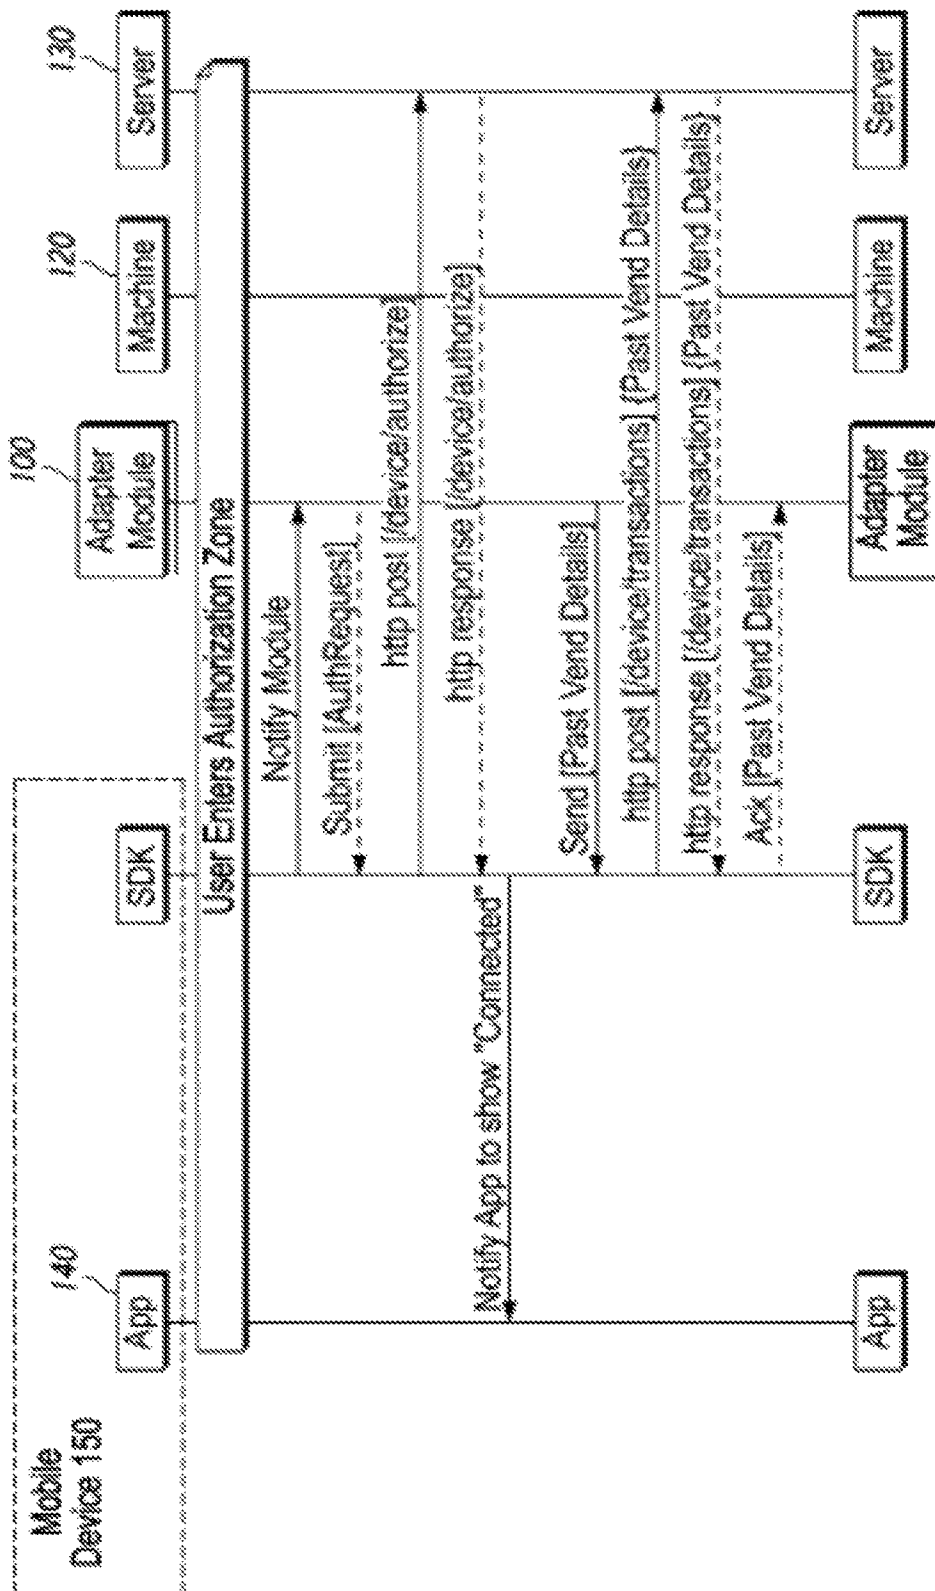 Mobile
Device 150
140
App
SDK
100
Adapter
Module
120
Machine
130
Server
User Enters Authorization Zone
Notify Module
Submit [AuthRequest]
http post [/device/authorize]
http response [/device/authorize]
Notify App to show "Connected"
Send [Past Vend Details]
http post [/device/transactions] {Past Vend Details}
http response [/device/transactions] {Past Vend Details}
Ack [Past Vend Details]
App
SDK
Adapter
Module
Machine
Server